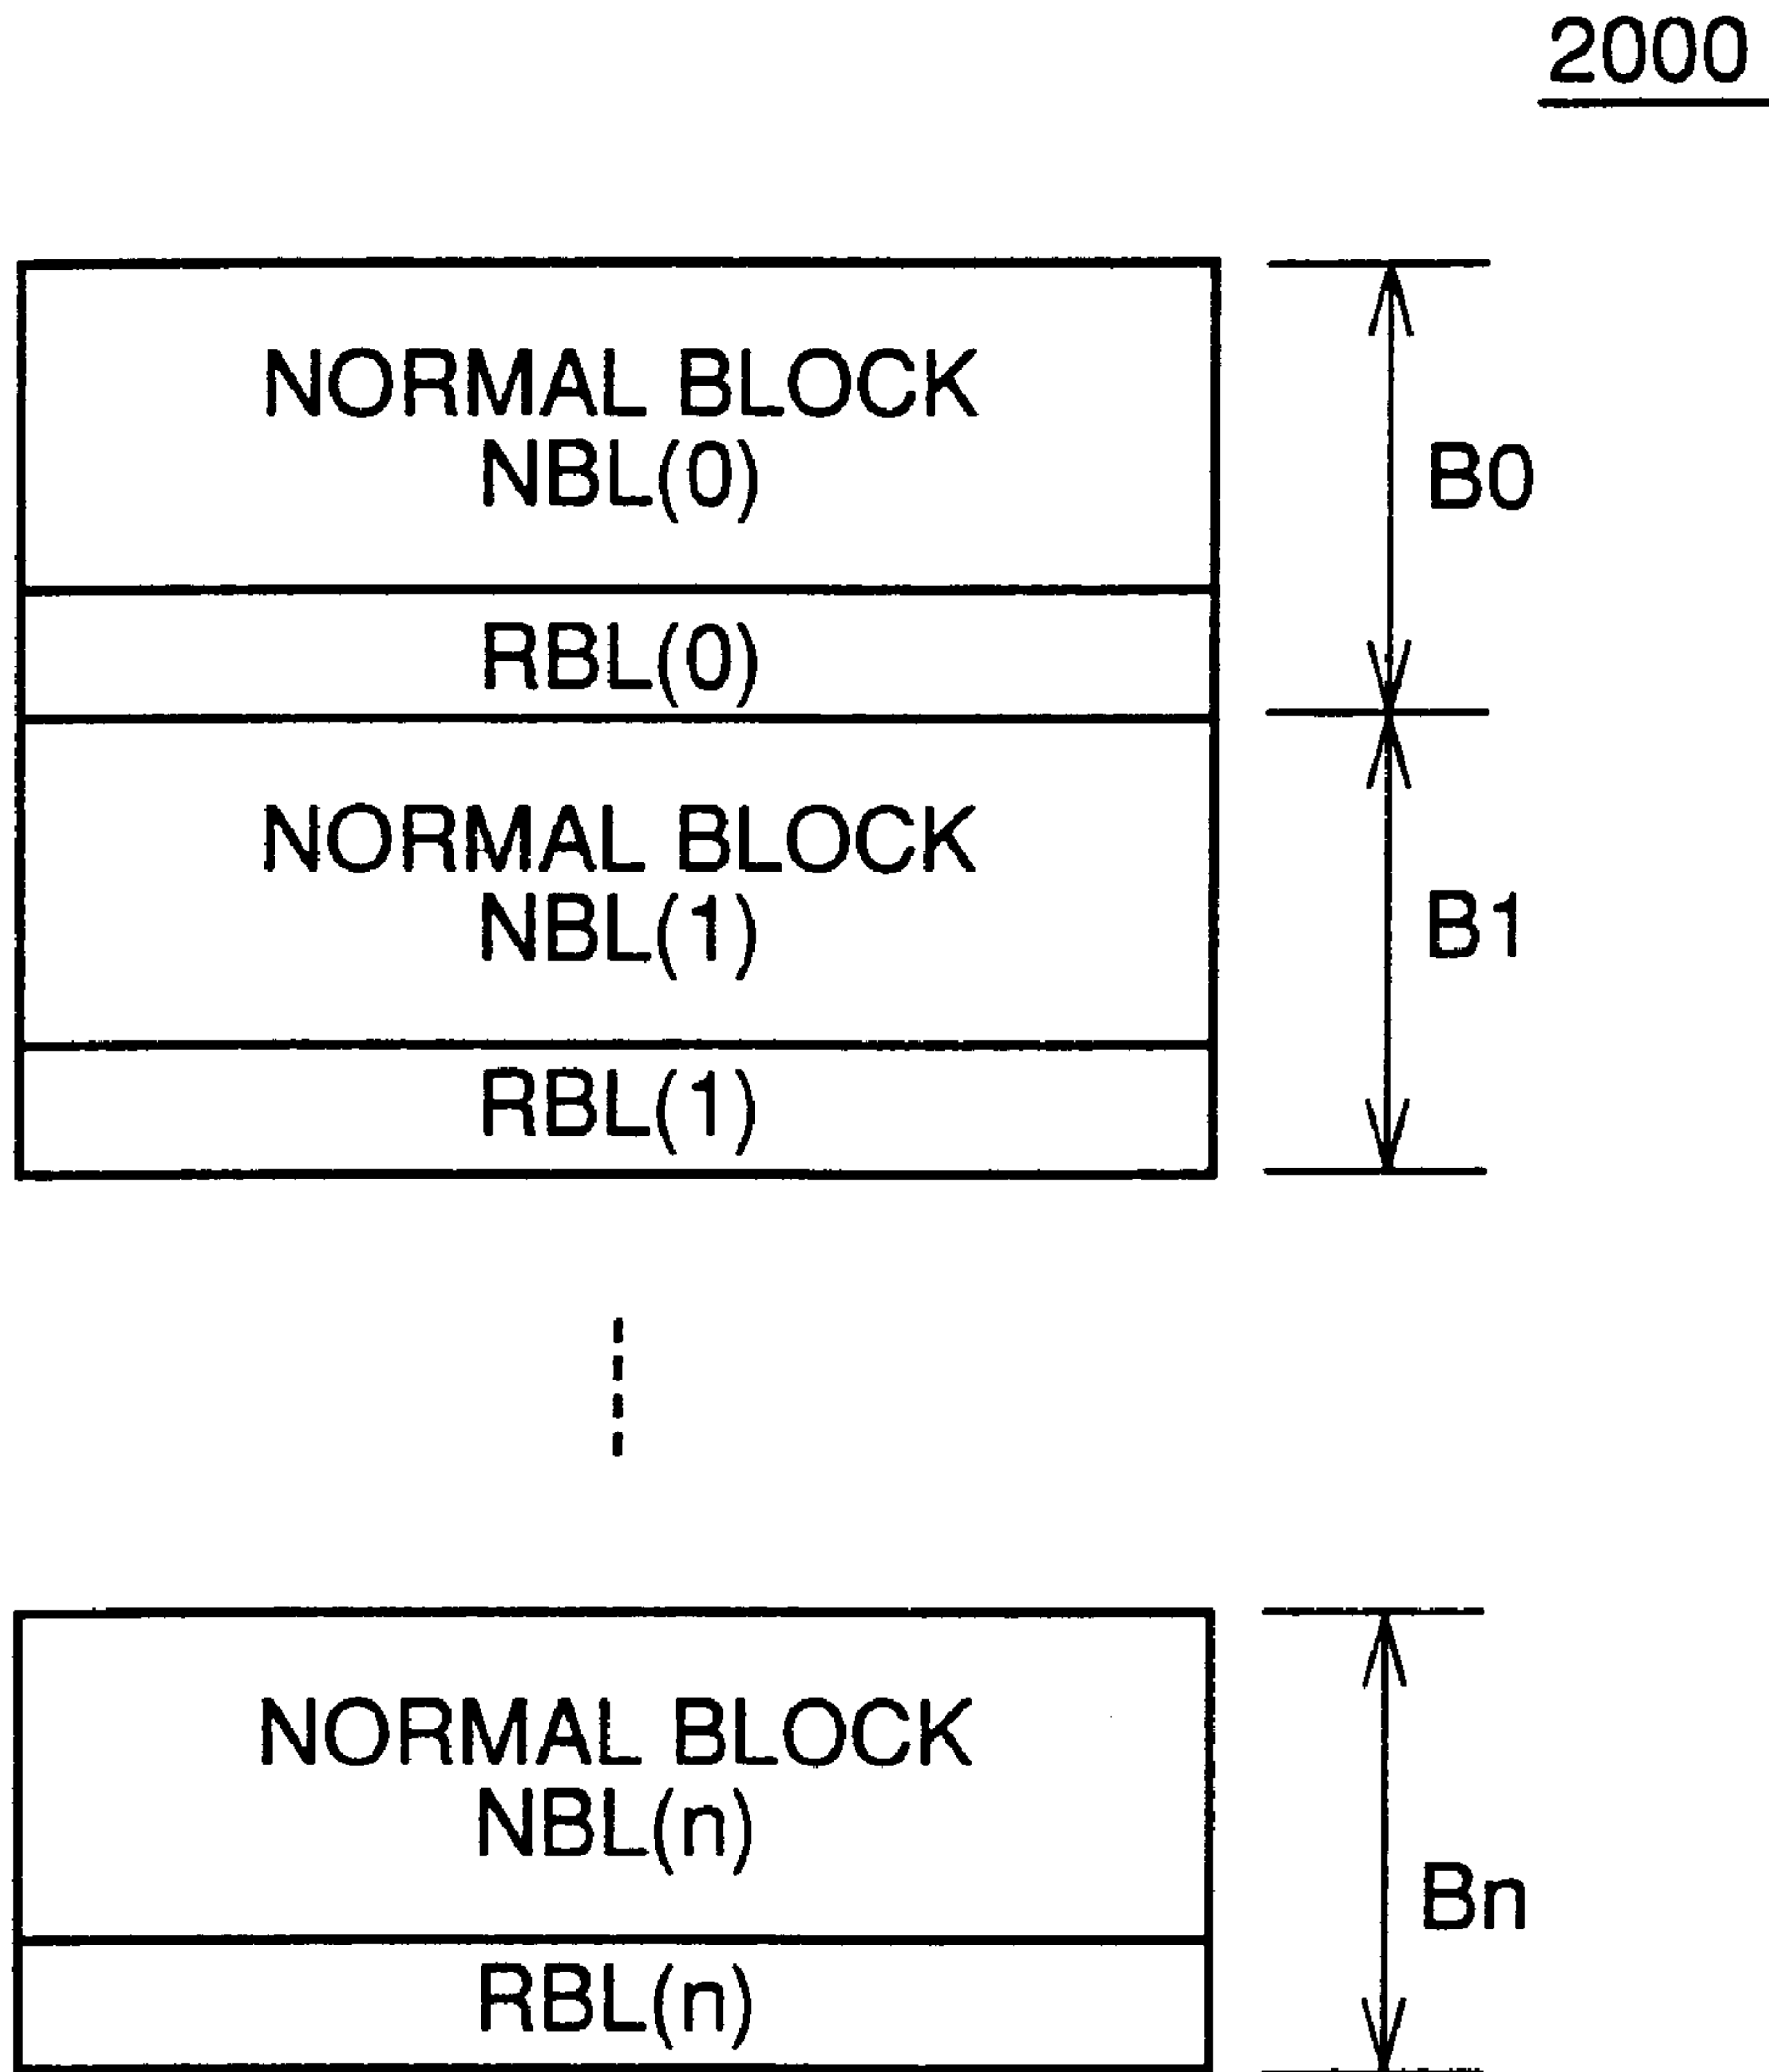 2000
NORMAL BLOCK
NBL(0)
B0
RBL(0)
NORMAL BLOCK
NBL(1)
B1
RBL(1)
NORMAL BLOCK
NBL(n)
Bn
RBL(n)